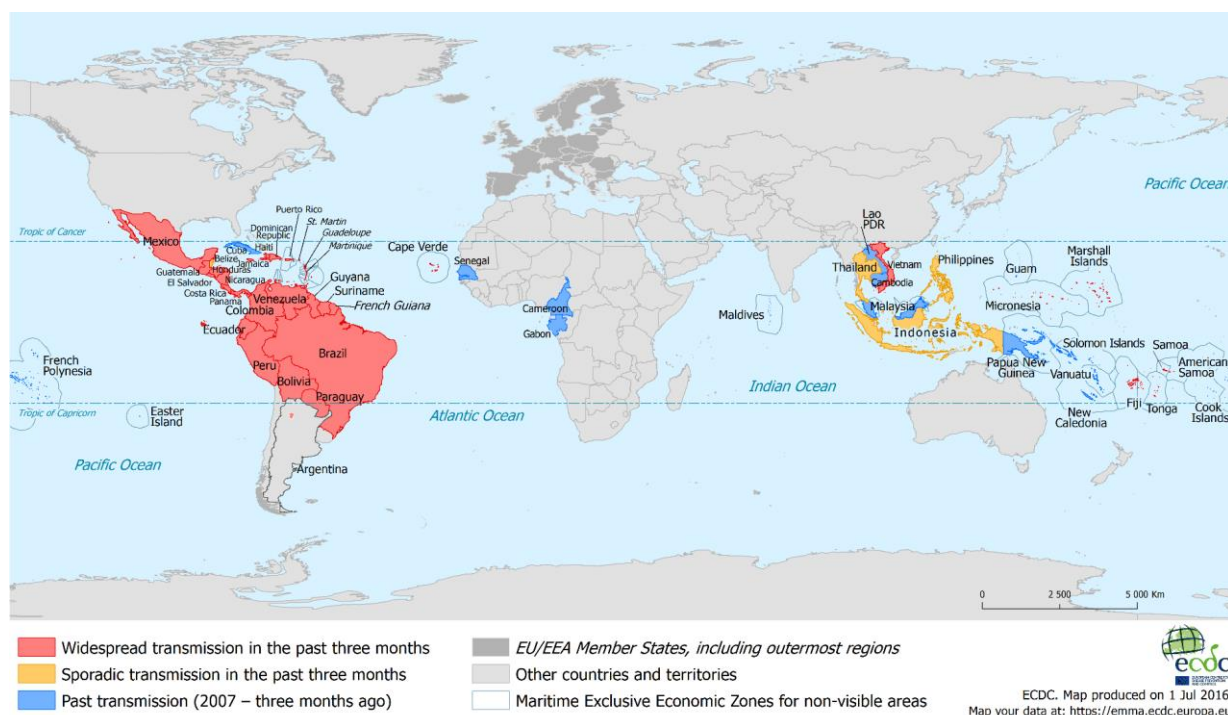 Pacific Ocean
Puerto Rico
St. Martin
Guadeloupe
Martinique
Dominican
Republic
Lao
PDR
Tropic of Cancer
Mexico
Cuba
Haiti
Belize
Jamaica
Guatemala
Honduras
El Salvador
Nicaragua
Costa Rica
Panama
Venezuela
Colombia
Guyana
Suriname
French Guiana
Cape Verde
Senegal
Cameroon
Gabon
Maldives
Thailand
Vietnam
Cambodia
Philippines
Malaysia
Indonesia
Guam
Marshall
Islands
Micronesia
Ecuador
Brazil
Peru
Bolivia
Paraguay
French
Polynesia
Tropic of Capricorn
Easter
Island
Pacific Ocean
Argentina
Atlantic Ocean
Indian Ocean
Papua New
Guinea
Solomon Islands
Vanuatu
Samoa
American
Samoa
New
Caledonia
Fiji
Tonga
Cook
Islands
0 2 500 5 000 Km
Widespread transmission in the past three months
Sporadic transmission in the past three months
Past transmission (2007 – three months ago)
EU/EEA Member States, including outermost regions
Other countries and territories
Maritime Exclusive Economic Zones for non-visible areas
ecdc
ECDC. Map produced on 1 Jul 2016
Map your data at: https://emma.ecdc.europa.eu